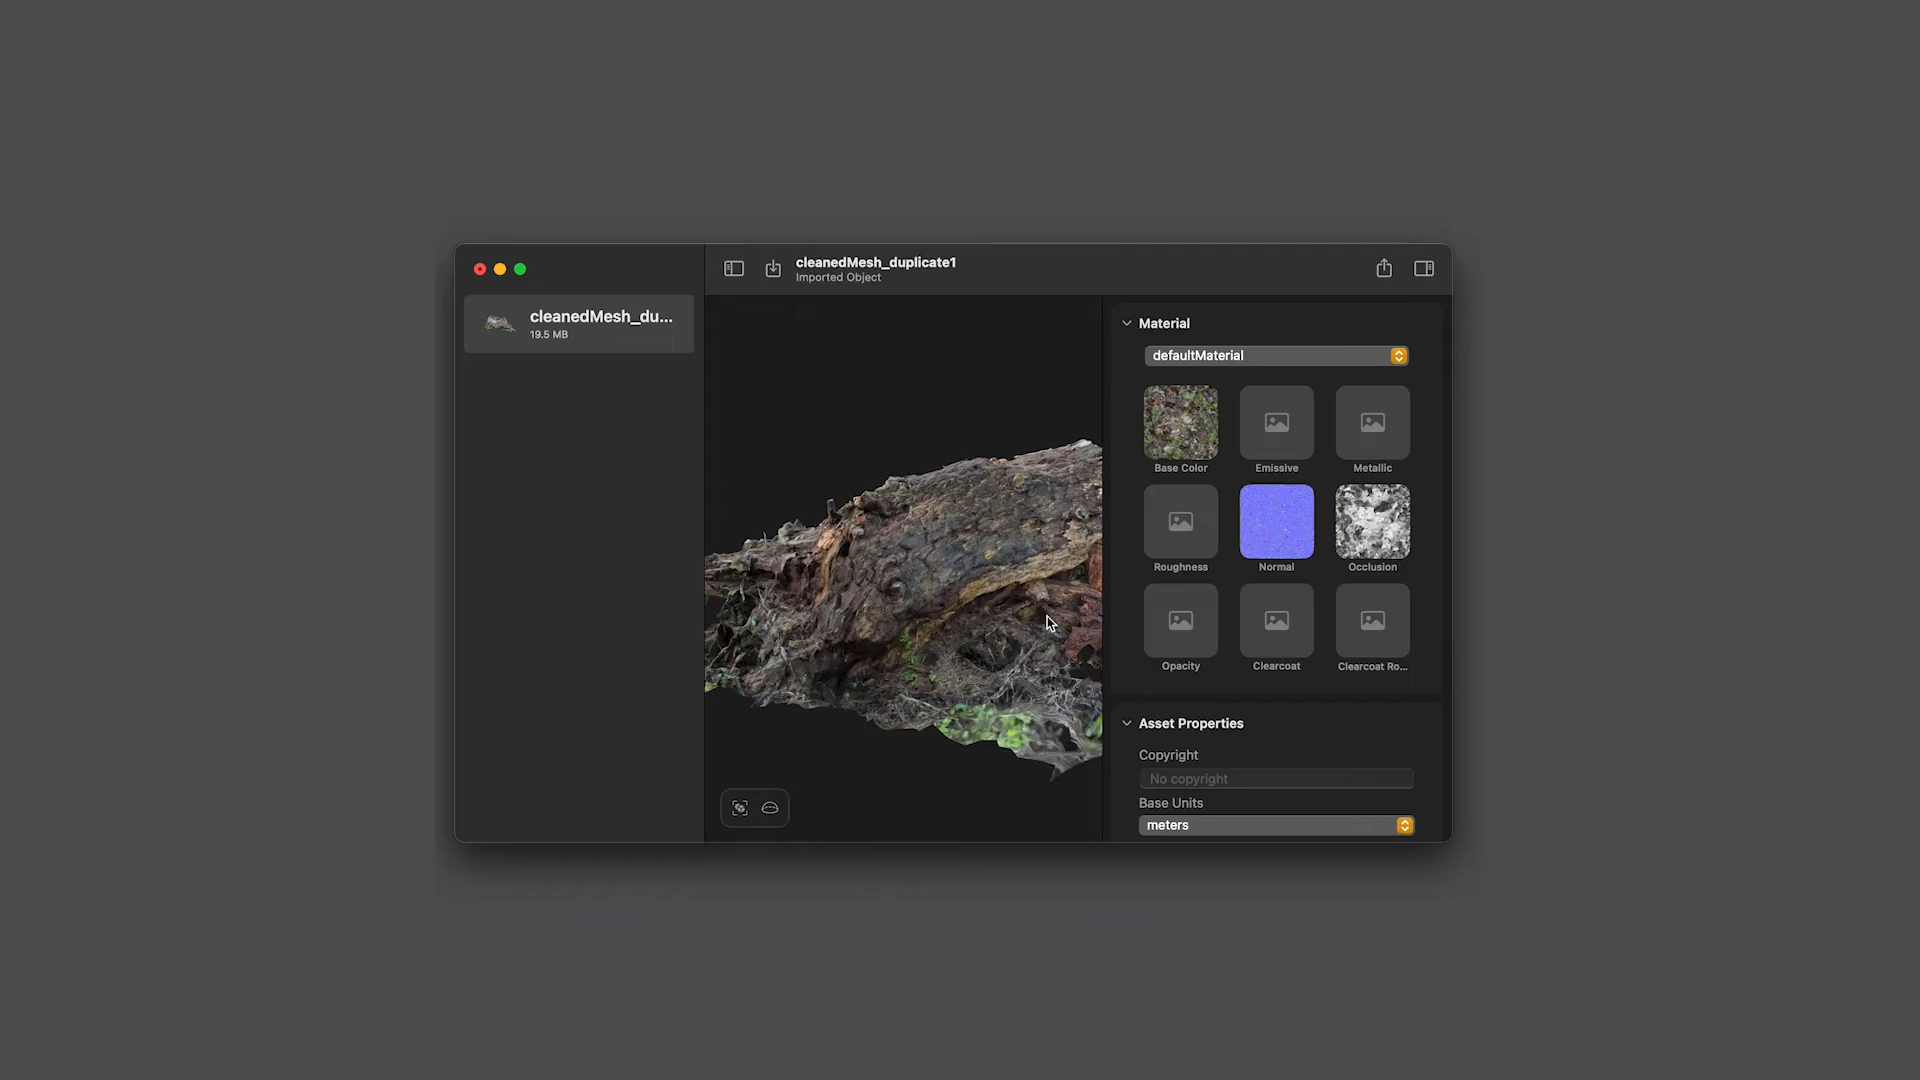 cleanedMesh_duplicate1
Imported Object
cleanedMesh_du...
19.5 MB
Material
defaultMaterial
Base Color
Emissive
Metallic
Roughness
Normal
Occlusion
Opacity
Clearcoat
Clearcoat Ro...
Asset Properties
Copyright
No copyright
Base Units
meters